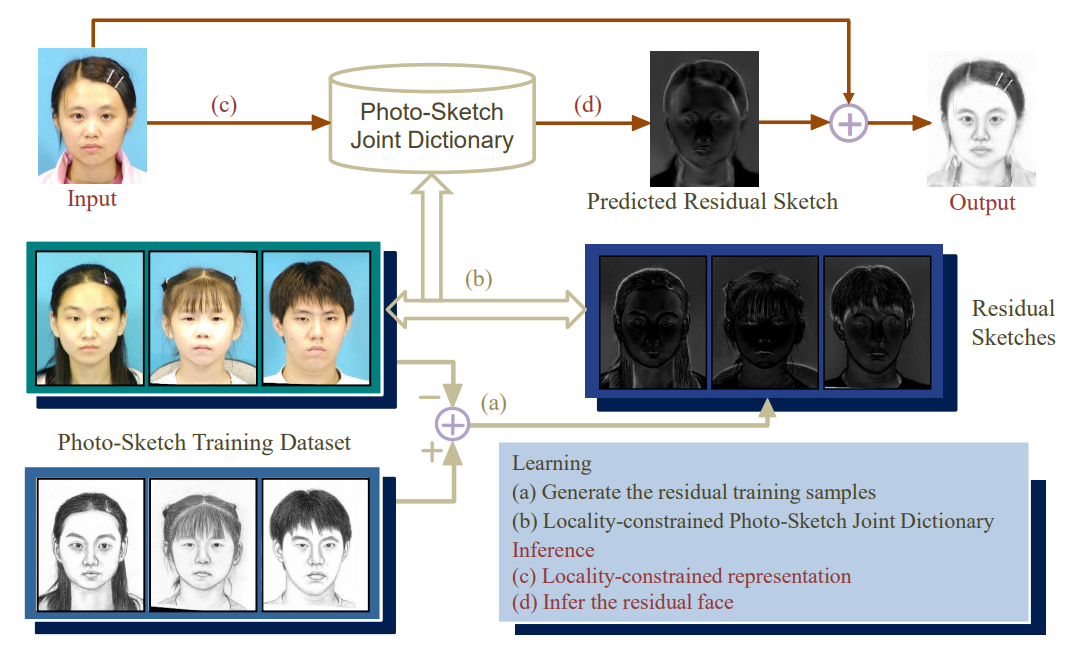 (c)
Photo-Sketch
Joint Dictionary
(d)
Input
Predicted Residual Sketch
Output
(b)
Residual
Sketches
−
(a)
+
Photo-Sketch Training Dataset
Learning
(a) Generate the residual training samples
(b) Locality-constrained Photo-Sketch Joint Dictionary
Inference
(c) Locality-constrained representation
(d) Infer the residual face